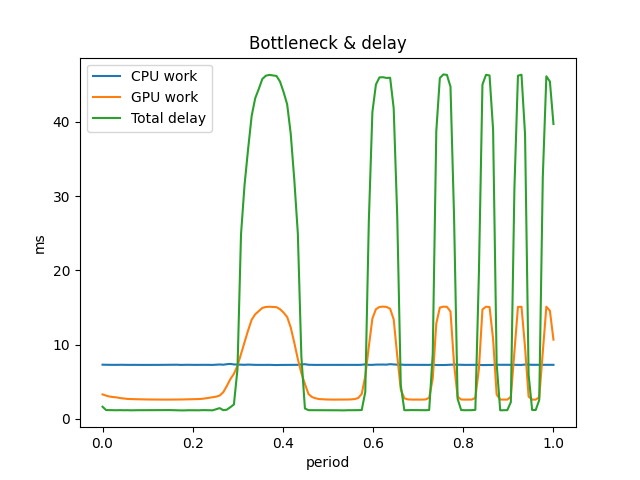 Bottleneck & delay
CPU work
GPU work
Total delay
40
30
20
10
0
ms
0.0 0.2 0.4 0.6 0.8 1.0
period